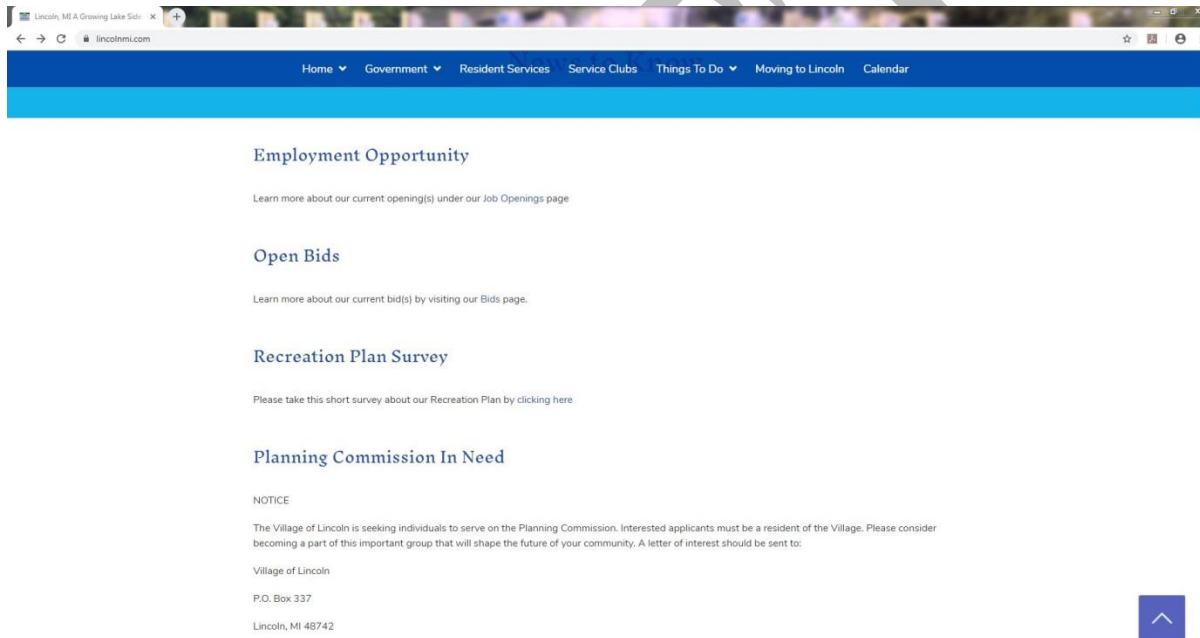 Lincoln, MI A Growing Lake Side
lincolnmi.com
News to Know
Home Government Resident Services Service Clubs Things To Do Moving to Lincoln Calendar
Employment Opportunity
Learn more about our current opening(s) under our Job Openings page
Open Bids
Learn more about our current bid(s) by visiting our Bids page.
Recreation Plan Survey
Please take this short survey about our Recreation Plan by clicking here
Planning Commission In Need
NOTICE
The Village of Lincoln is seeking individuals to serve on the Planning Commission. Interested applicants must be a resident of the Village. Please consider
becoming a part of this important group that will shape the future of your community. A letter of interest should be sent to:
Village of Lincoln
P.O. Box 337
Lincoln, MI 48742